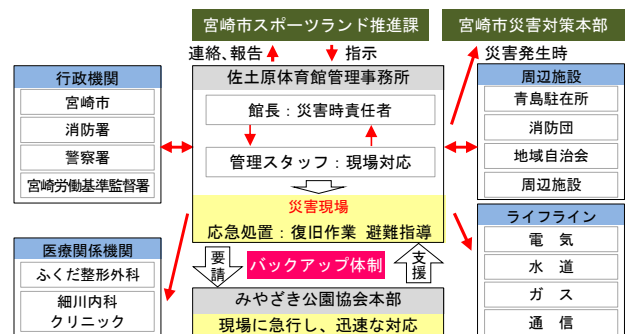 宮崎市スポーツランド推進課
宮崎市災害対策本部
連絡、報告
指示
災害発生時
行政機関
宮崎市
消防署
警察署
宮崎労働基準監督署
佐土原体育館管理事務所
館長：災害時責任者
管理スタッフ：現場対応
災害現場
応急処置：復旧作業 避難指導
周辺施設
青島駐在所
消防団
地域自治会
周辺施設
医療関係機関
ふくだ整形外科
細川内科
クリニック
要請
バックアップ体制
支援
みやざき公園協会本部
現場に急行し、迅速な対応
ライフライン
電 気
水 道
ガ ス
通 信